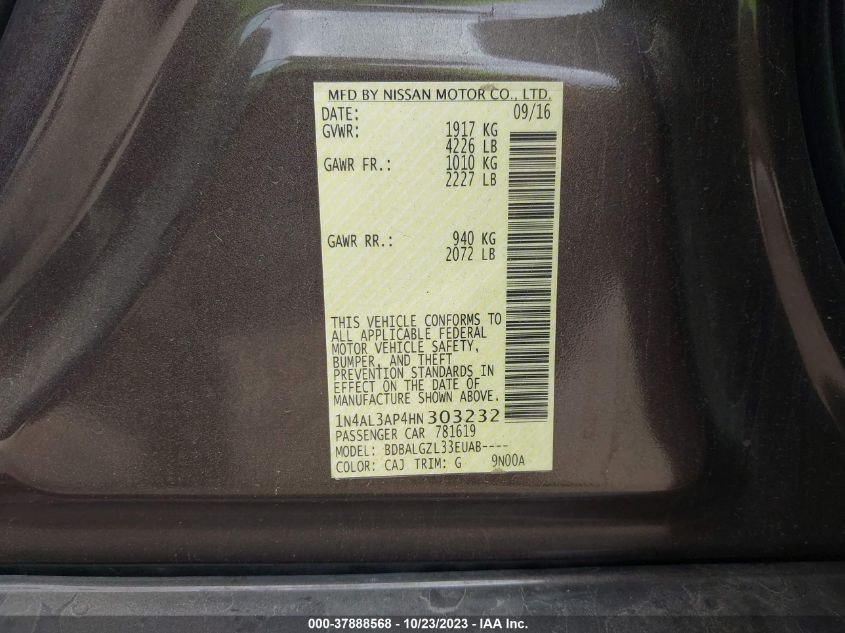 MFD BY NISSAN MOTOR CO., LTD.
DATE: 09/16
GVWR: 1917 KG
4226 LB
GAWR FR.: 1010 KG
2227 LB
GAWR RR.: 940 KG
2072 LB
THIS VEHICLE CONFORMS TO
ALL APPLICABLE FEDERAL
MOTOR VEHICLE SAFETY,
BUMPER, AND THEFT
PREVENTION STANDARDS IN
EFFECT ON THE DATE OF
MANUFACTURE SHOWN ABOVE.
1N4AL3AP4HN303232
PASSENGER CAR 781619
MODEL: BDBALGZL33EUAB----
COLOR: CAJ TRIM: G 9N00A
000-37888568 - 10/23/2023 - IAAI.com